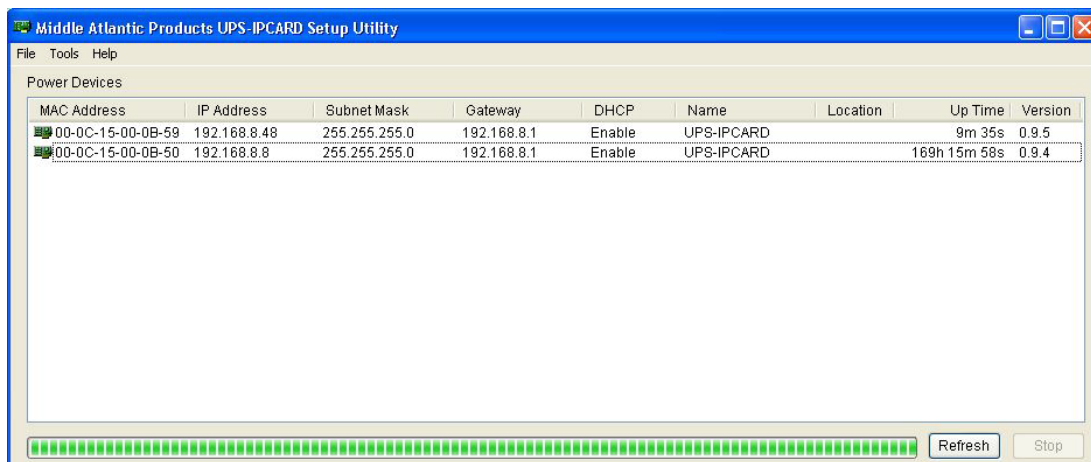 Middle Atlantic Products UPS-IPCARD Setup Utility
File Tools Help
Power Devices
MAC Address IP Address Subnet Mask Gateway DHCP Name Location Up Time Version
00-0C-15-00-0B-59 192.168.8.48 255.255.255.0 192.168.8.1 Enable UPS-IPCARD 9m 35s 0.9.5
00-0C-15-00-0B-50 192.168.8.8 255.255.255.0 192.168.8.1 Enable UPS-IPCARD 169h 15m 58s 0.9.4
Refresh Stop